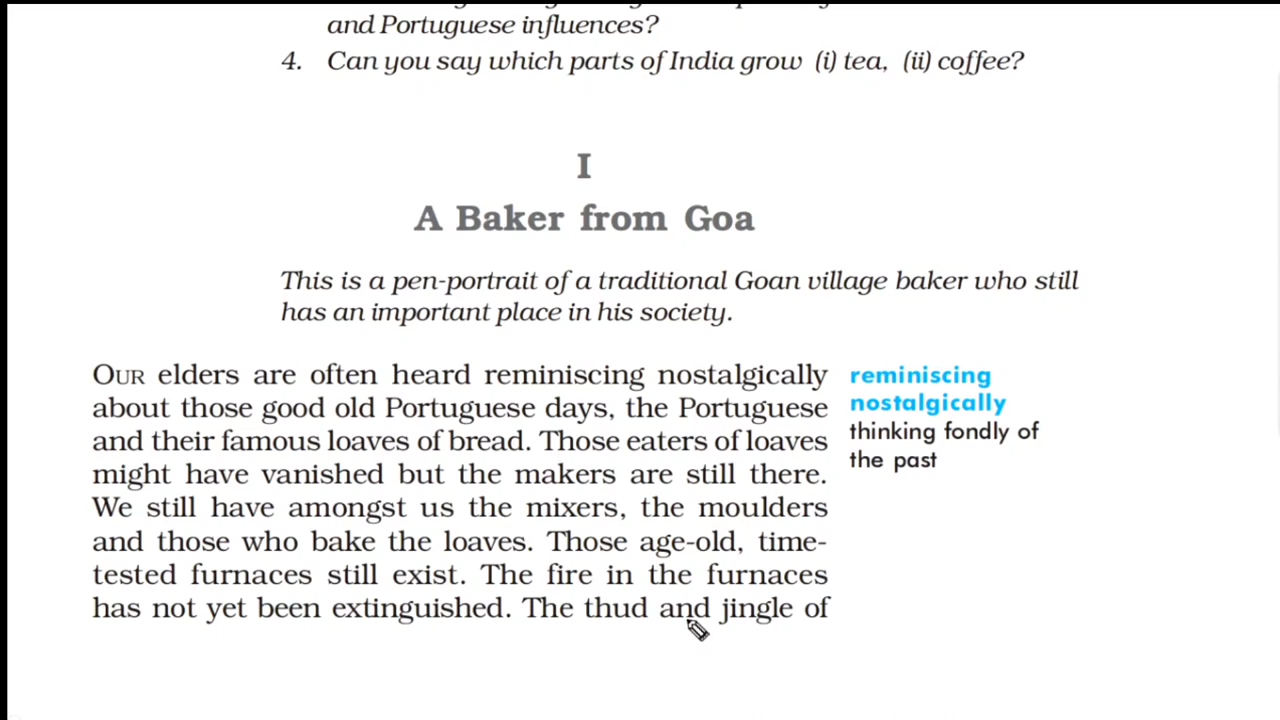 and Portuguese influences?
4. Can you say which parts of India grow (i) tea, (ii) coffee?
I
A Baker from Goa
This is a pen-portrait of a traditional Goan village baker who still
has an important place in his society.
OUR elders are often heard reminiscing nostalgically
about those good old Portuguese days, the Portuguese
and their famous loaves of bread. Those eaters of loaves
might have vanished but the makers are still there.
We still have amongst us the mixers, the moulders
and those who bake the loaves. Those age-old, time-
tested furnaces still exist. The fire in the furnaces
has not yet been extinguished. The thud and jingle of
reminiscing
nostalgically
thinking fondly of
the past